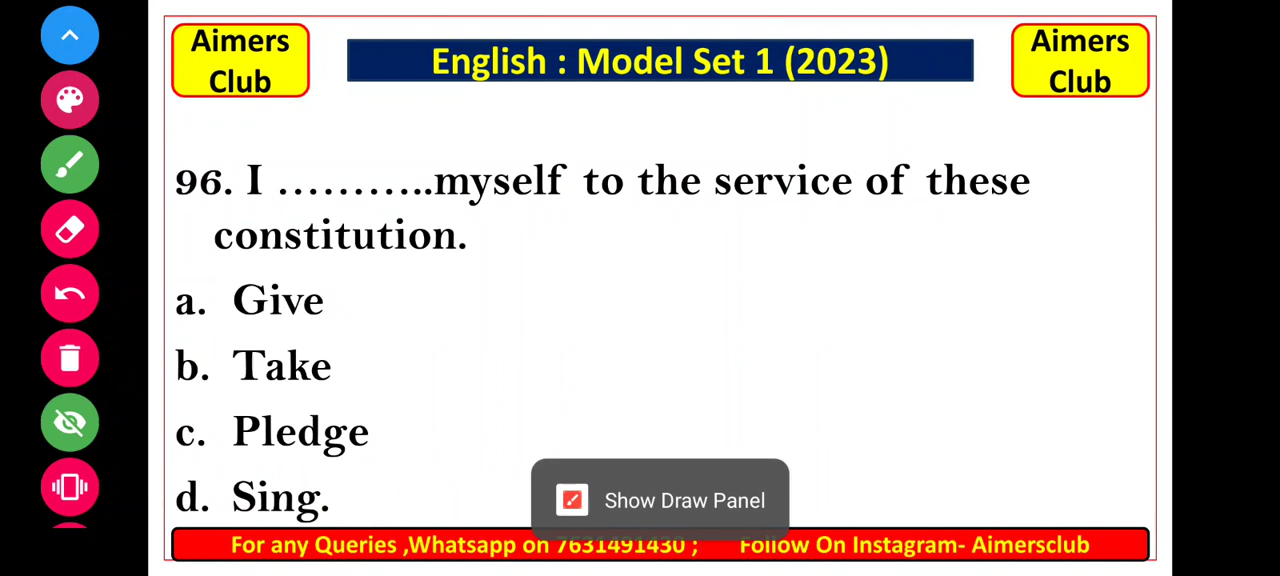 Aimers
Club
English : Model Set 1 (2023)
Aimers
Club
96. I ………..myself to the service of these
constitution.
a. Give
b. Take
c. Pledge
d. Sing.
Show Draw Panel
For any Queries ,Whatsapp on 7631491430 ; Follow On Instagram- Aimersclub